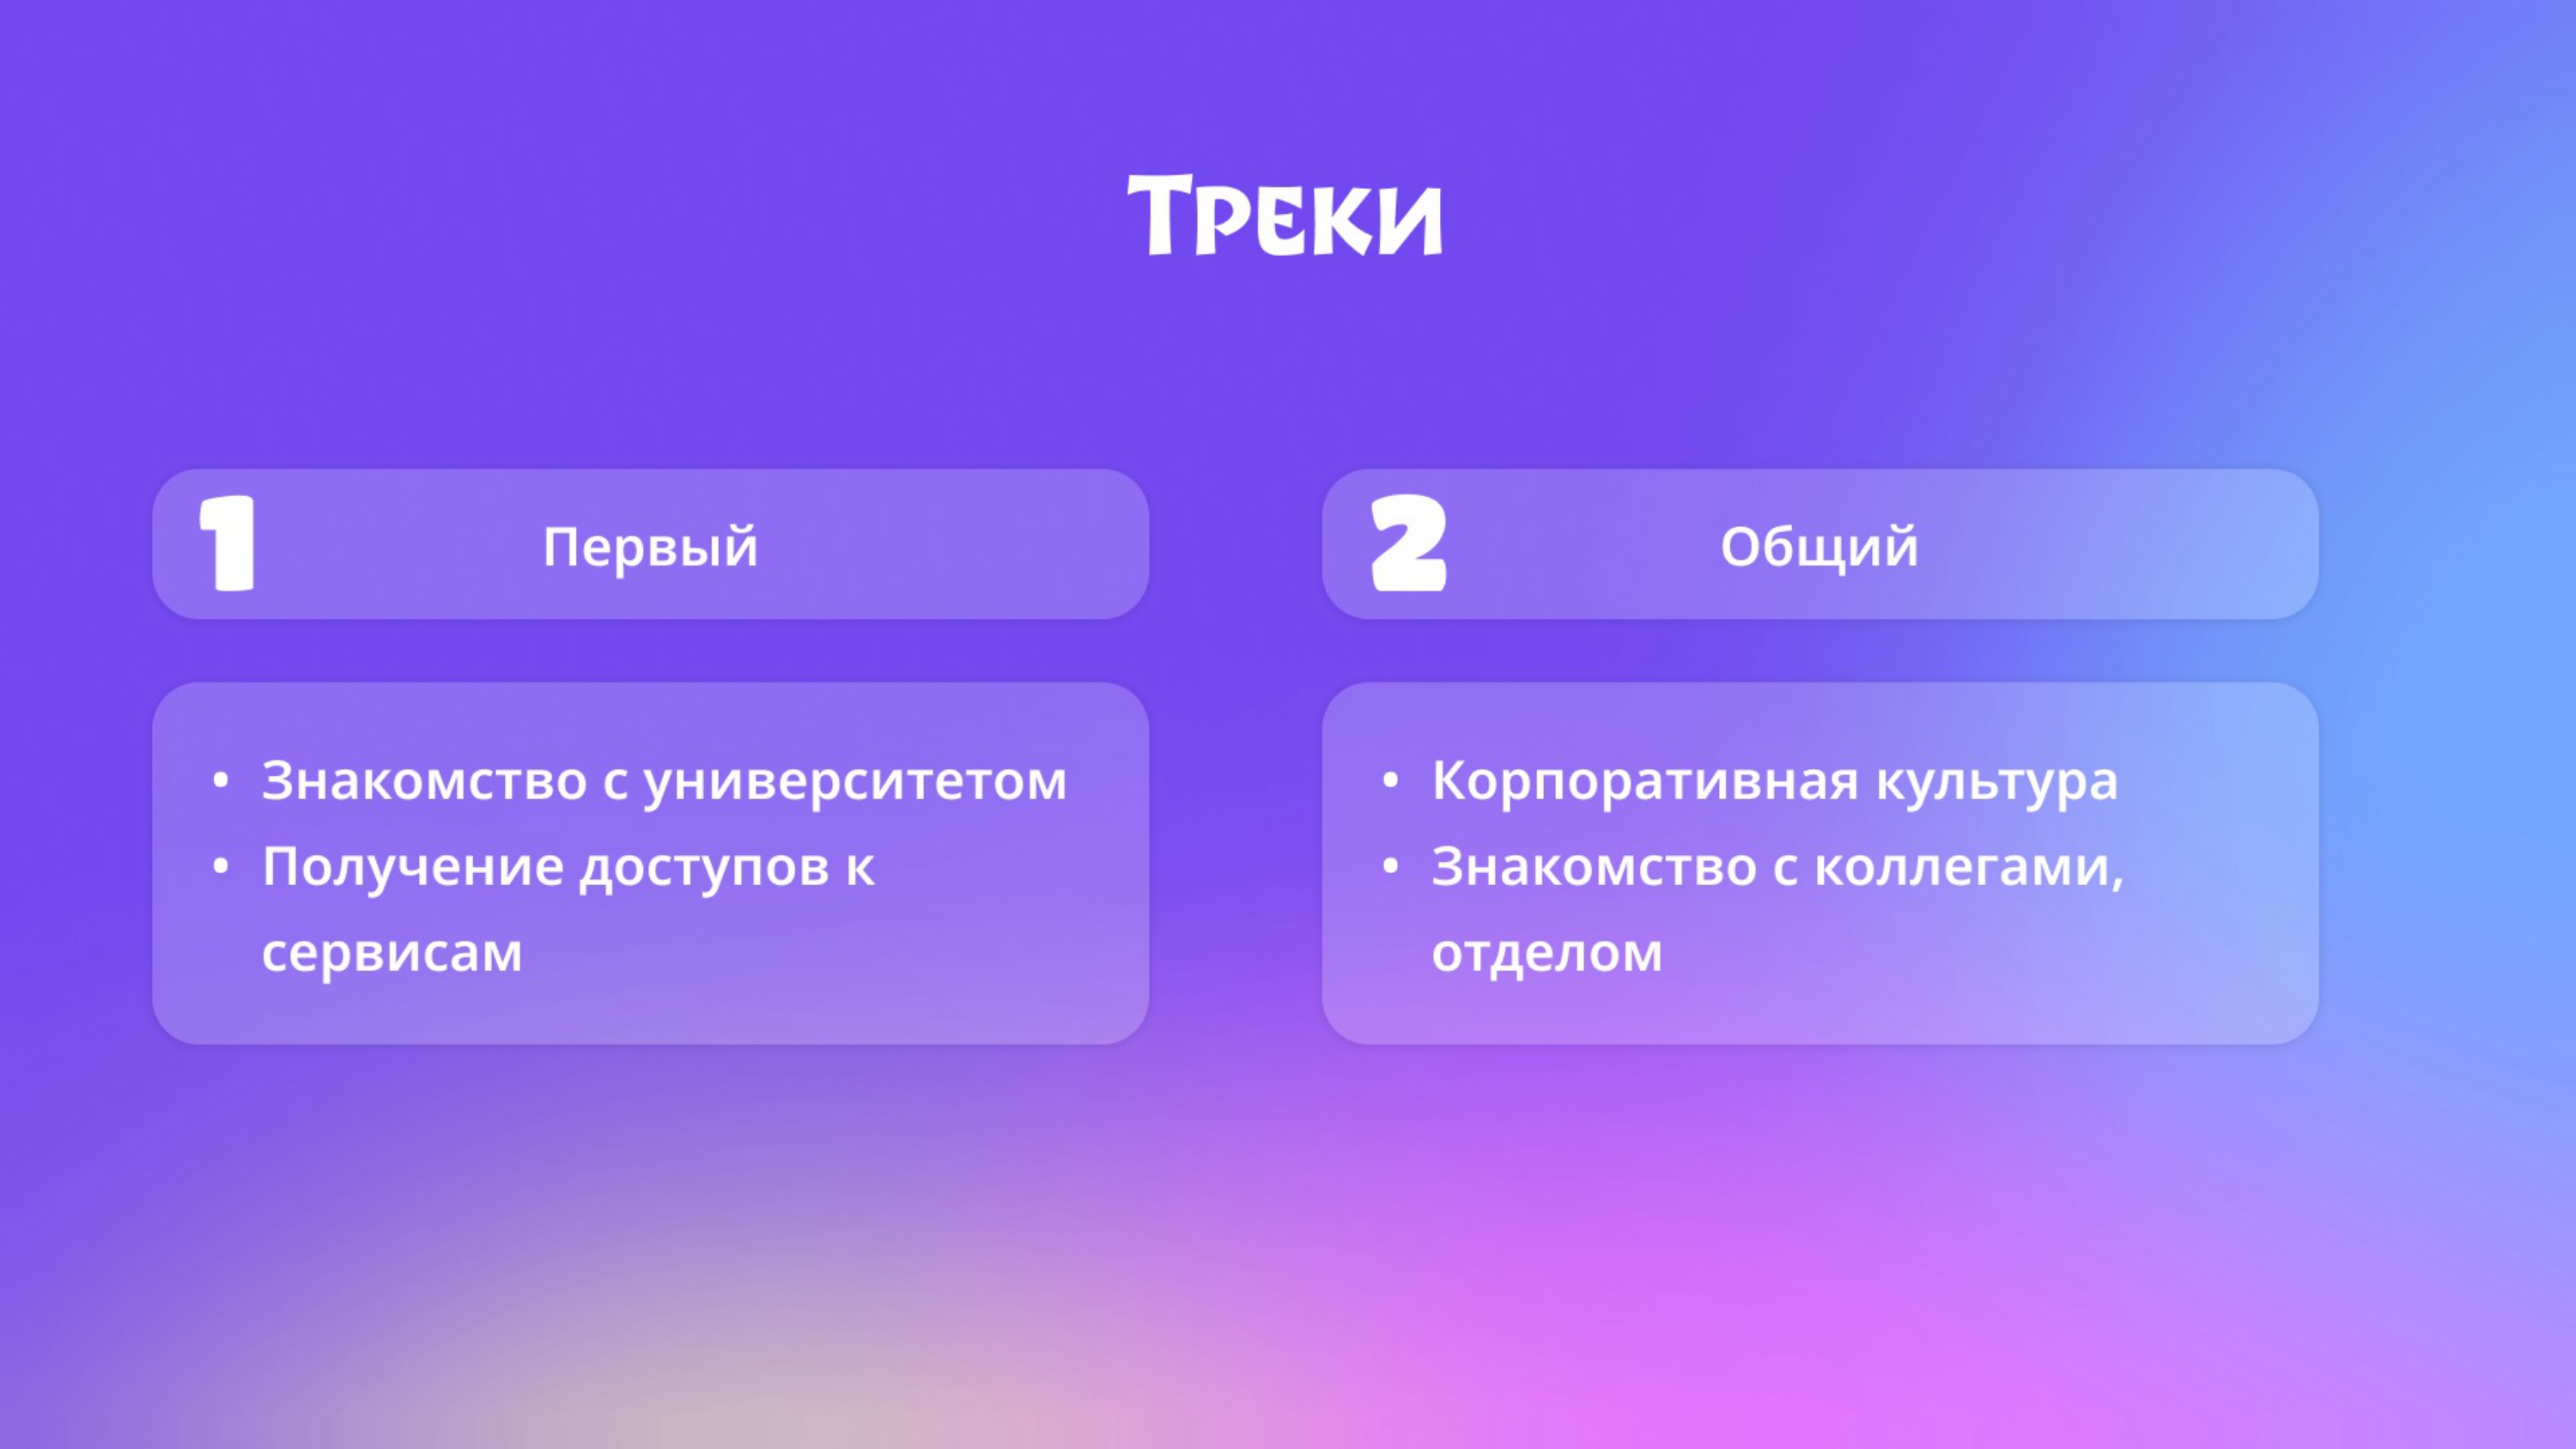 Треки
1
Первый
2
Общий
• Знакомство с университетом
• Получение доступов к
сервисам
• Корпоративная культура
• Знакомство с коллегами,
отделом